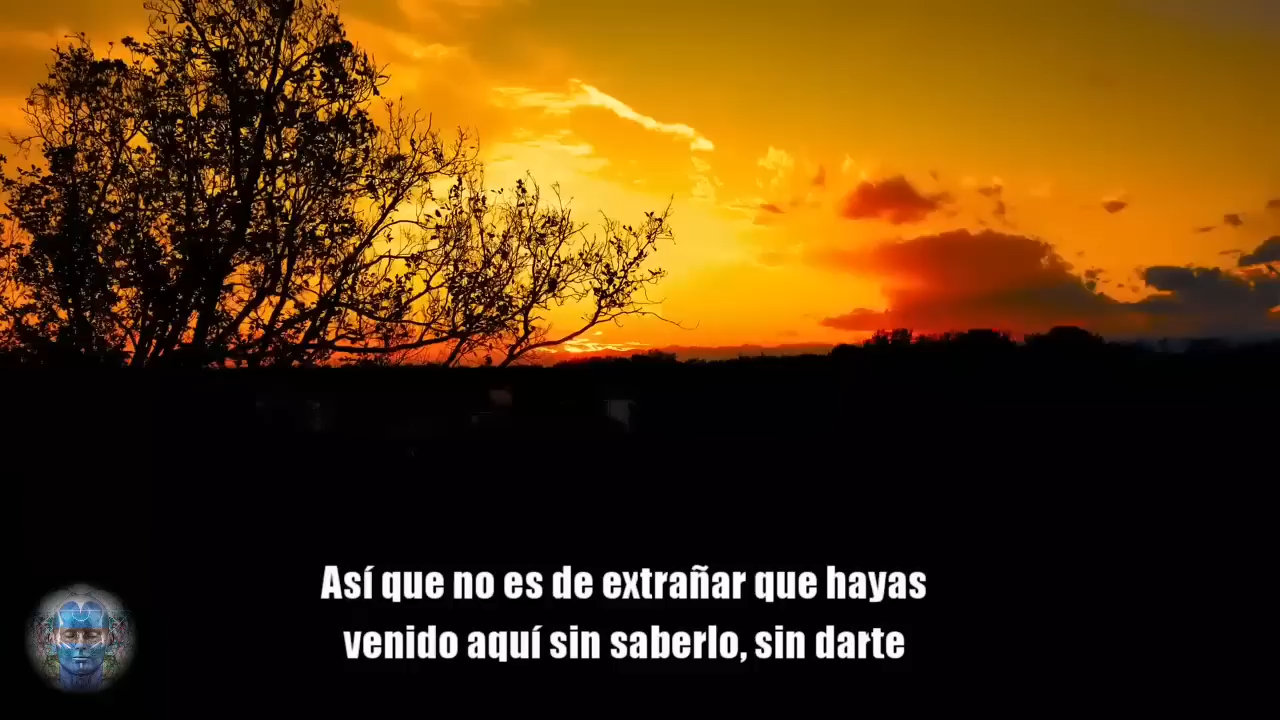 Así que no es de extrañar que hayas
venido aquí sin saberlo, sin darte